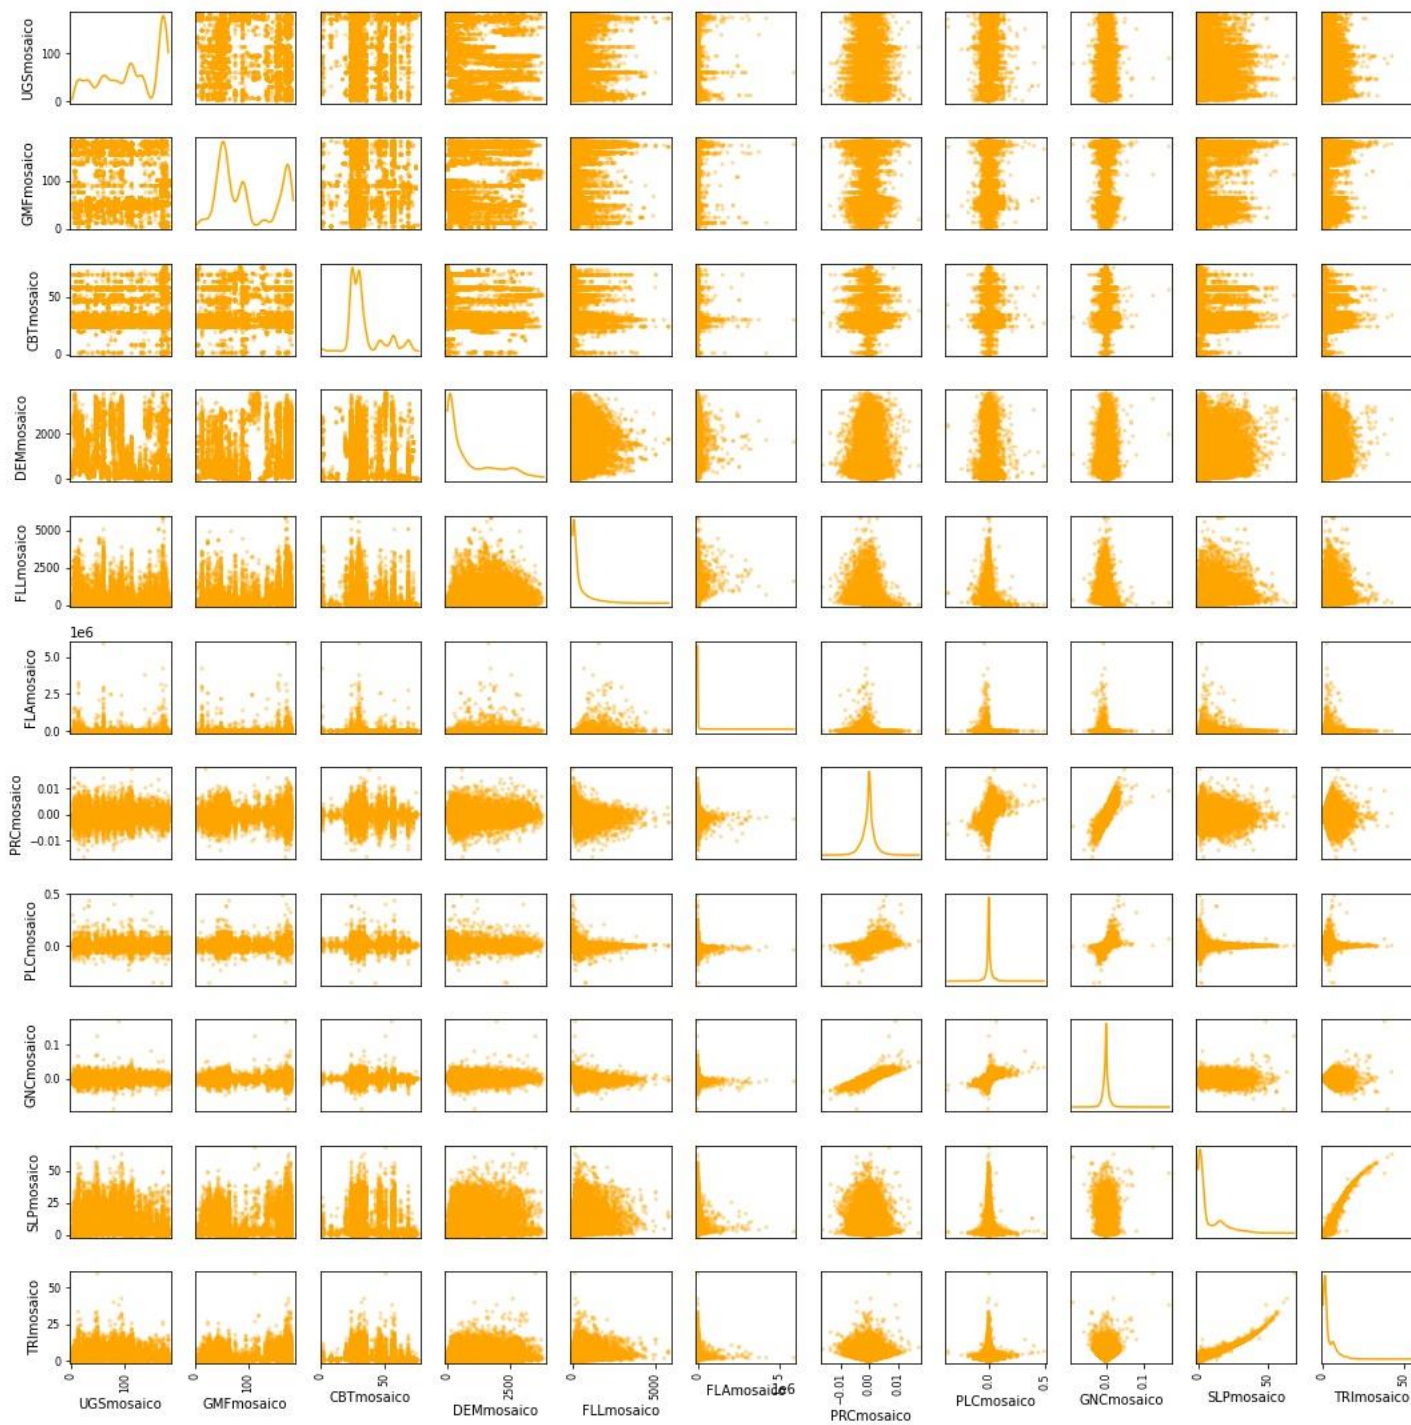 UGSmosaico
100
0
GMFmosaico
100
0
CBTmosaico
50
0
DEMmosaico
2000
0
FLLmosaico
5000
2500
0
1e6
FLAmosaico
5.0
2.5
0.0
PRCmosaico
0.01
0.00
−0.01
PLCmosaico
0.5
0.0
GNCmosaico
0.1
0.0
SLPmosaico
50
25
0
TRImosaico
50
25
0
0 100 0 100 0 50 0 2500 0 5000 0 5 1e6 −0.01 0.00 0.01 0.0 0.5 0.0 0.1 0 50 0 50
UGSmosaico GMFmosaico CBTmosaico DEMmosaico FLLmosaico FLAmosaico PRCmosaico PLCmosaico GNCmosaico SLPmosaico TRImosaico